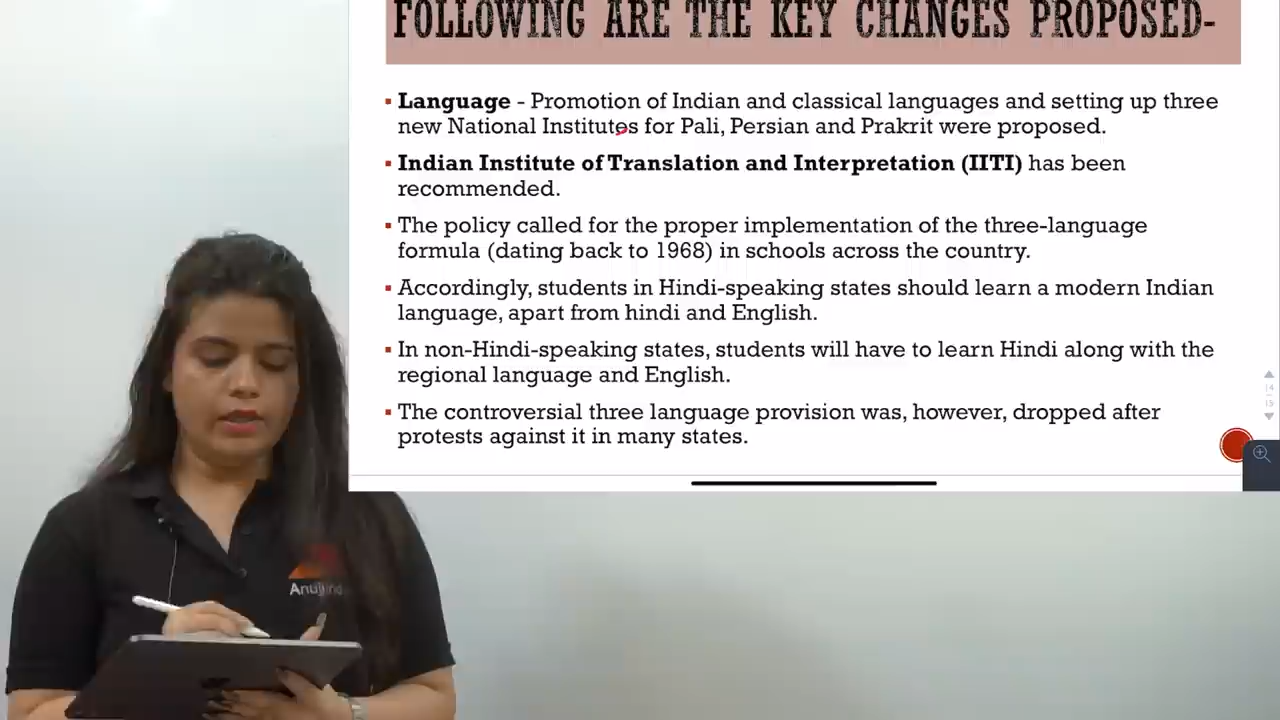 FOLLOWING ARE THE KEY CHANGES PROPOSED-
▪ Language - Promotion of Indian and classical languages and setting up three
new National Institutes for Pali, Persian and Prakrit were proposed.
▪ Indian Institute of Translation and Interpretation (IITI) has been
recommended.
▪ The policy called for the proper implementation of the three-language
formula (dating back to 1968) in schools across the country.
▪ Accordingly, students in Hindi-speaking states should learn a modern Indian
language, apart from hindi and English.
▪ In non-Hindi-speaking states, students will have to learn Hindi along with the
regional language and English.
▪ The controversial three language provision was, however, dropped after
protests against it in many states.
14
15